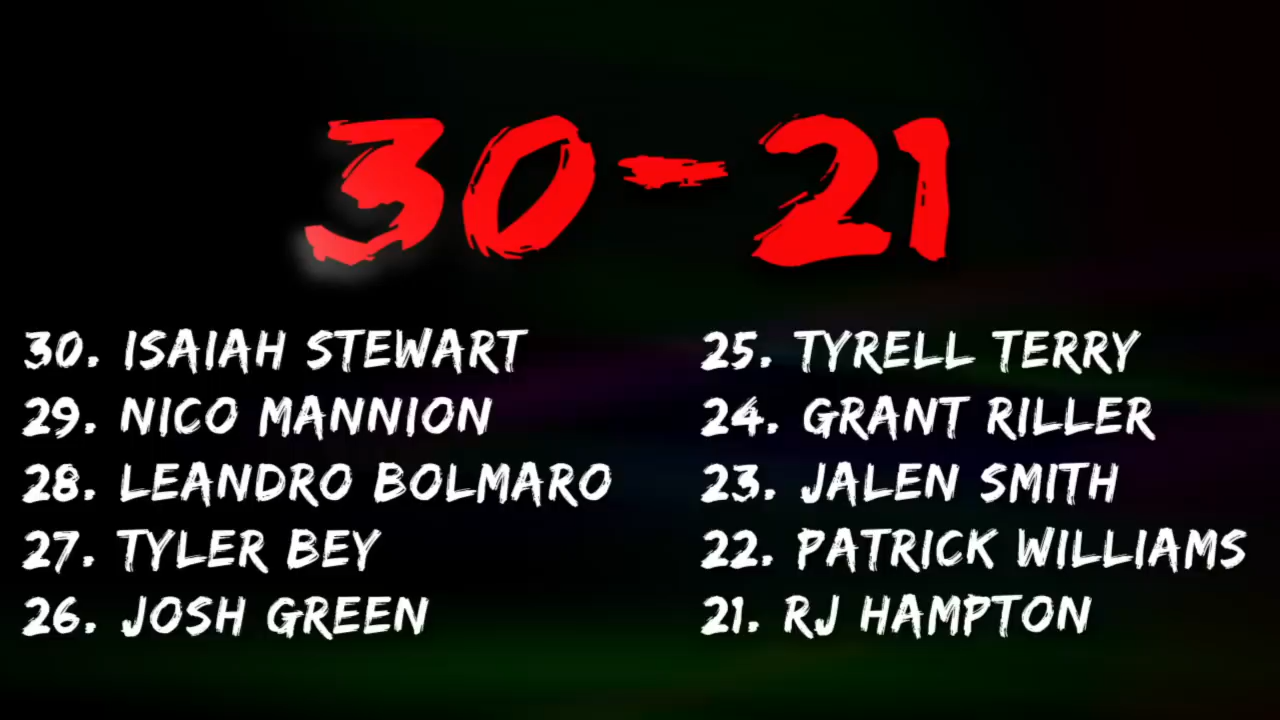 30-21
30. ISAIAH STEWART
29. NICO MANNION
28. LEANDRO BOLMARO
27. TYLER BEY
26. JOSH GREEN
25. TYRELL TERRY
24. GRANT RILLER
23. JALEN SMITH
22. PATRICK WILLIAMS
21. RJ HAMPTON